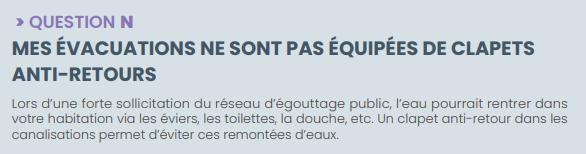 › QUESTION N
MES ÉVACUATIONS NE SONT PAS ÉQUIPÉES DE CLAPETS
ANTI-RETOURS
Lors d'une forte sollicitation du réseau d'égouttage public, l'eau pourrait rentrer dans
votre habitation via les éviers, les toilettes, la douche, etc. Un clapet anti-retour dans les
canalisations permet d'éviter ces remontées d'eaux.